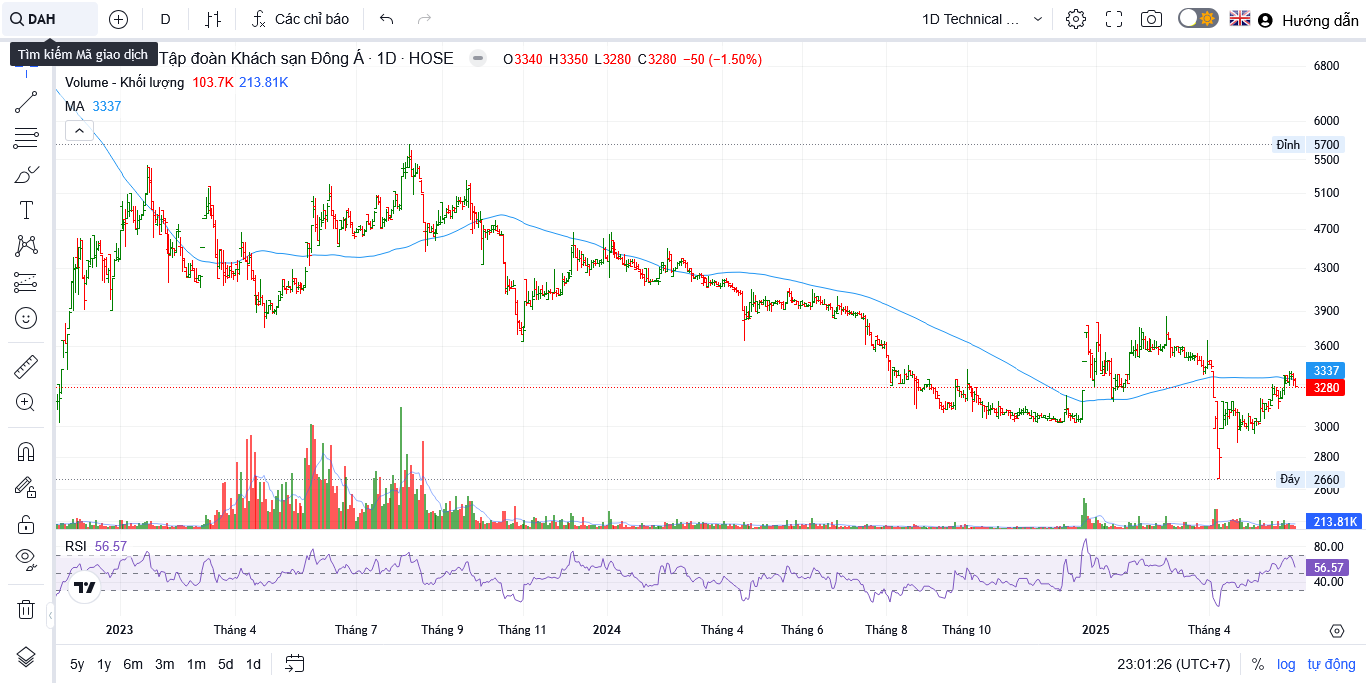 DAH
D
Các chỉ báo
1D Technical ...
Hướng dẫn
Tìm kiếm Mã giao dịch
Tập đoàn Khách sạn Đông Á · 1D · HOSE
O3340 H3350 L3280 C3280 −50 (−1.50%)
Volume - Khối lượng 103.7K 213.81K
MA 3337
6800
6000
Đỉnh 5700
5500
5100
4700
4300
3900
3600
3337
3280
3000
2800
Đáy 2660
2600
213.81K
RSI 56.57
80.00
56.57
40.00
2023 Tháng 4 Tháng 7 Tháng 9 Tháng 11 2024 Tháng 4 Tháng 6 Tháng 8 Tháng 10 2025 Tháng 4
5y 1y 6m 3m 1m 5d 1d
23:01:26 (UTC+7) % log tự động